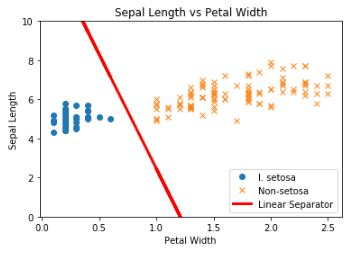 Sepal Length vs Petal Width
10
8
6
4
2
0
Sepal Length
I. setosa
Non-setosa
Linear Separator
0.0 0.5 1.0 1.5 2.0 2.5
Petal Width